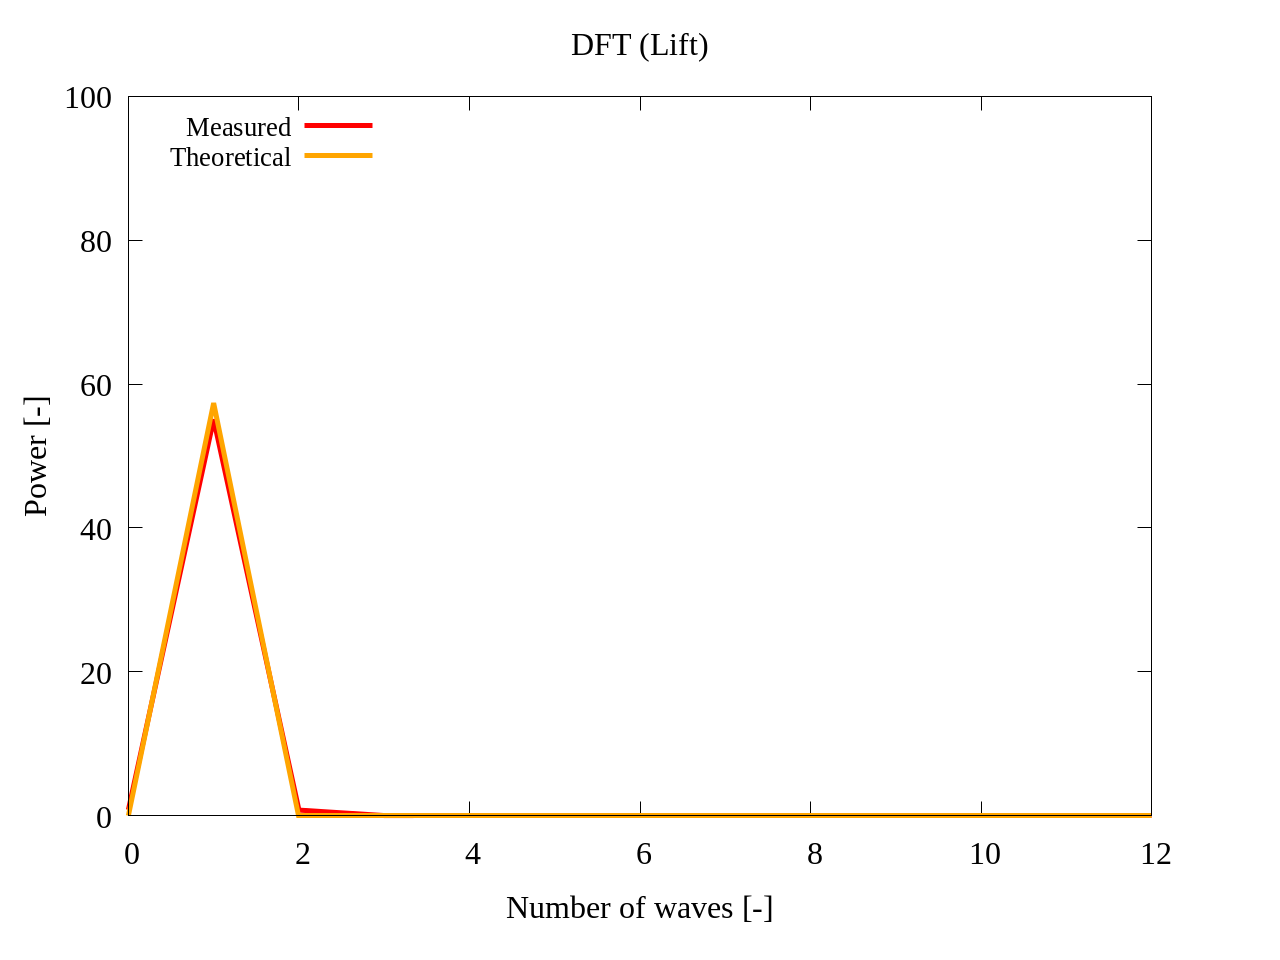 DFT (Lift)
100
80
60
40
20
0
Measured
Theoretical
Power [-]
0 2 4 6 8 10 12
Number of waves [-]